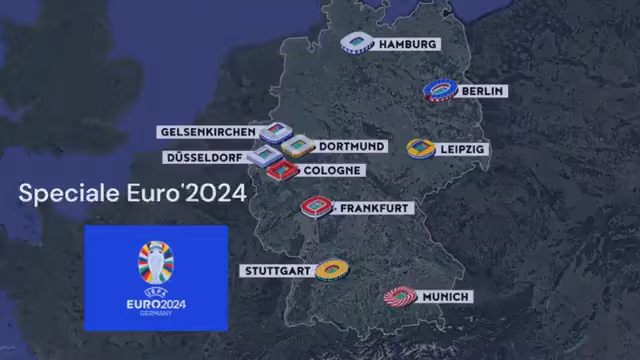 HAMBURG
BERLIN
GELSENKIRCHEN
DORTMUND
LEIPZIG
DÜSSELDORF
COLOGNE
Speciale Euro'2024
FRANKFURT
UEFA
EURO2024
GERMANY
STUTTGART
MUNICH